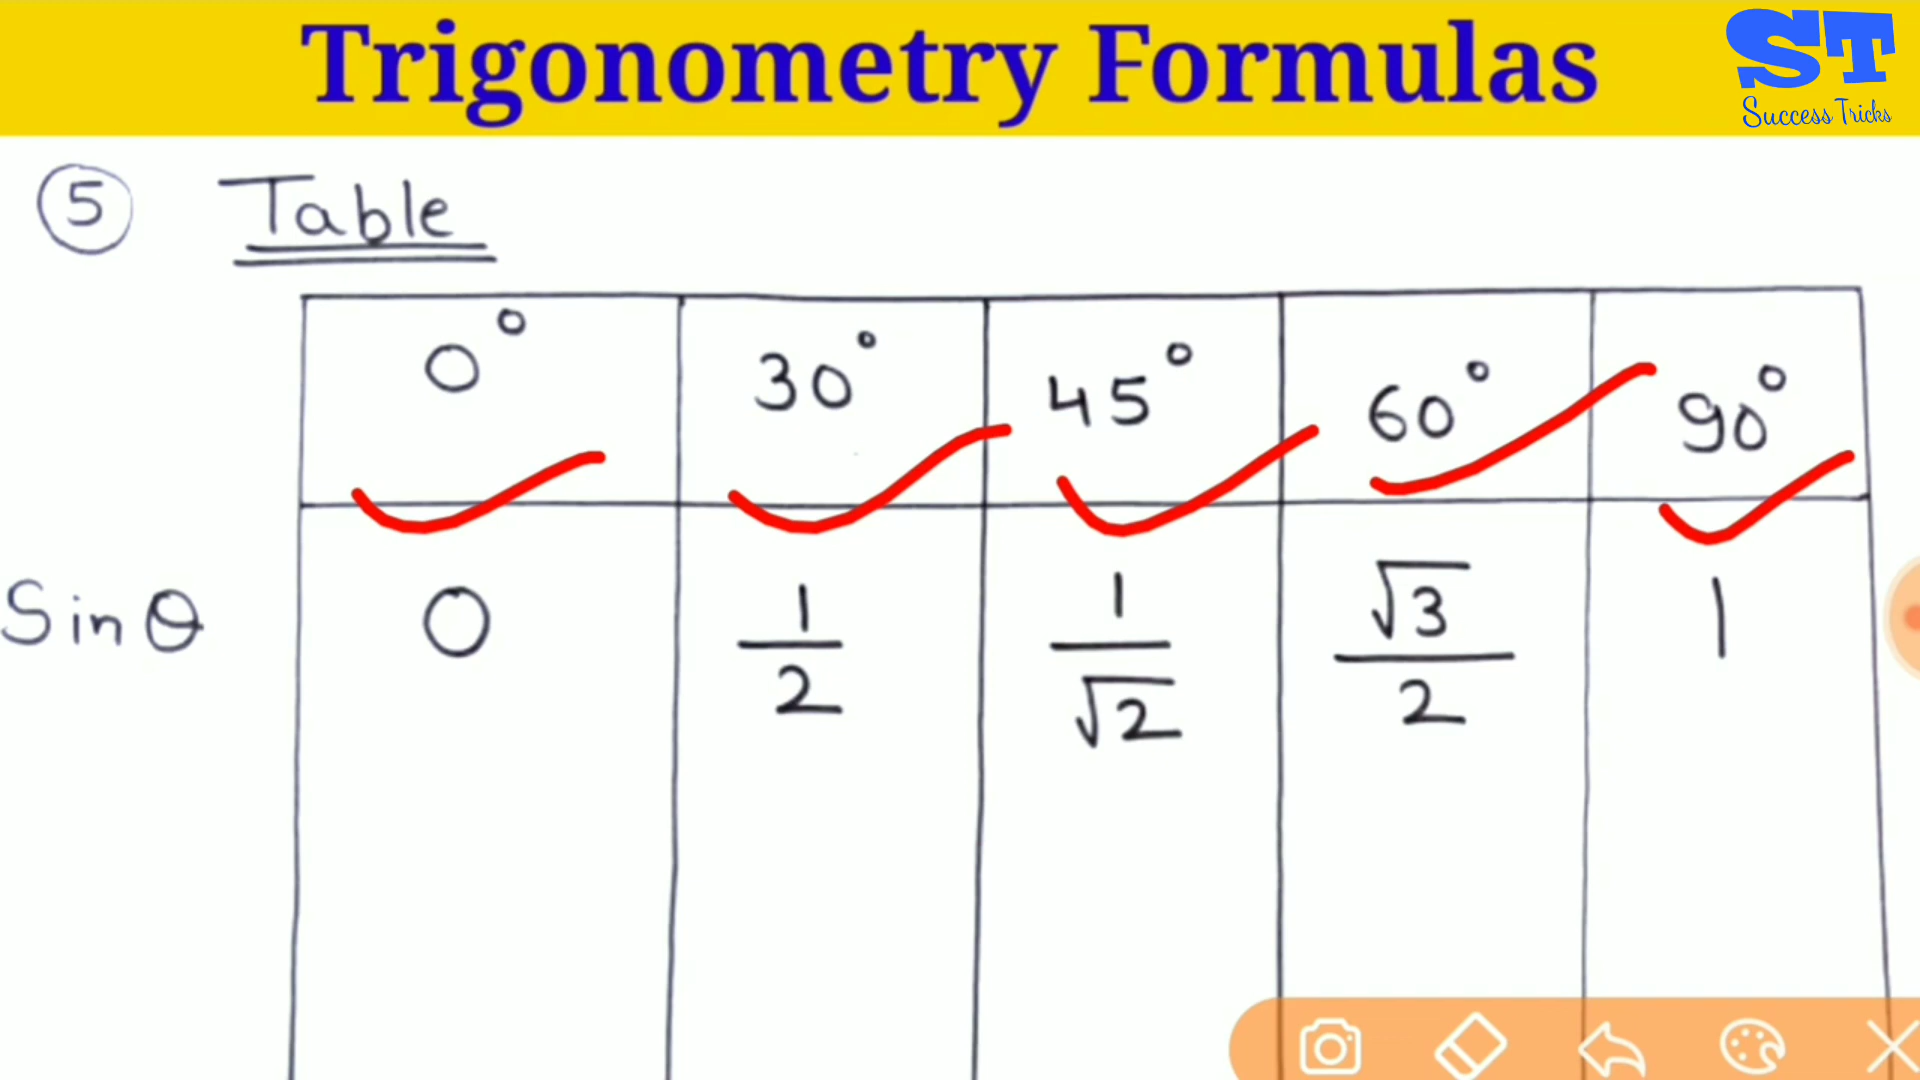 Trigonometry Formulas
ST
Success Tricks
5 Table
0° 30° 45° 60° 90°
Sinθ 0 1/2 1/√2 √3/2 1